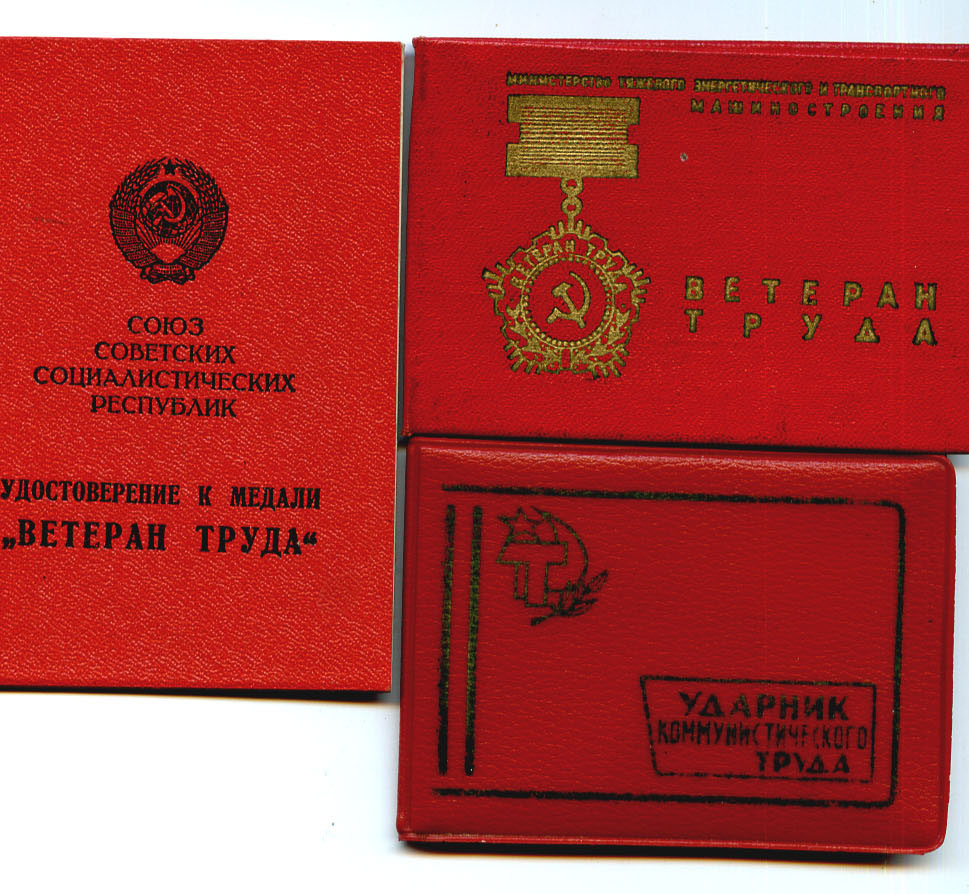 СОЮЗ
СОВЕТСКИХ
СОЦИАЛИСТИЧЕСКИХ
РЕСПУБЛИК
УДОСТОВЕРЕНИЕ К МЕДАЛИ
„ВЕТЕРАН ТРУДА“
МИНИСТЕРСТВО ТЯЖЕЛОГО ЭНЕРГЕТИЧЕСКОГО И ТРАНСПОРТНОГО
МАШИНОСТРОЕНИЯ
ВЕТЕРАН ТРУДА
ВЕТЕРАН
ТРУДА
УДАРНИК
КОММУНИСТИЧЕСКОГО
ТРУДА